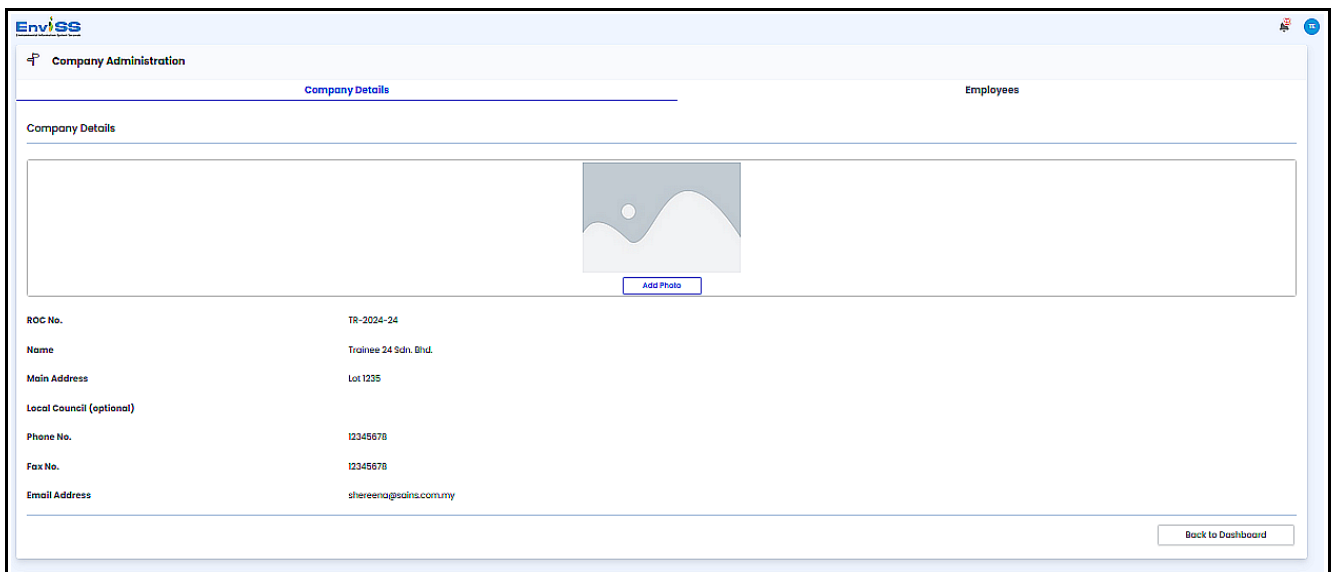 EnviSS
TE
Company Administration
Company Details Employees
Company Details
Add Photo
ROC No. TR-2024-24
Name Trainee 24 Sdn. Bhd.
Main Address Lot 1235
Local Council (optional)
Phone No. 12345678
Fax No. 12345678
Email Address shereena@sains.com.my
Back to Dashboard